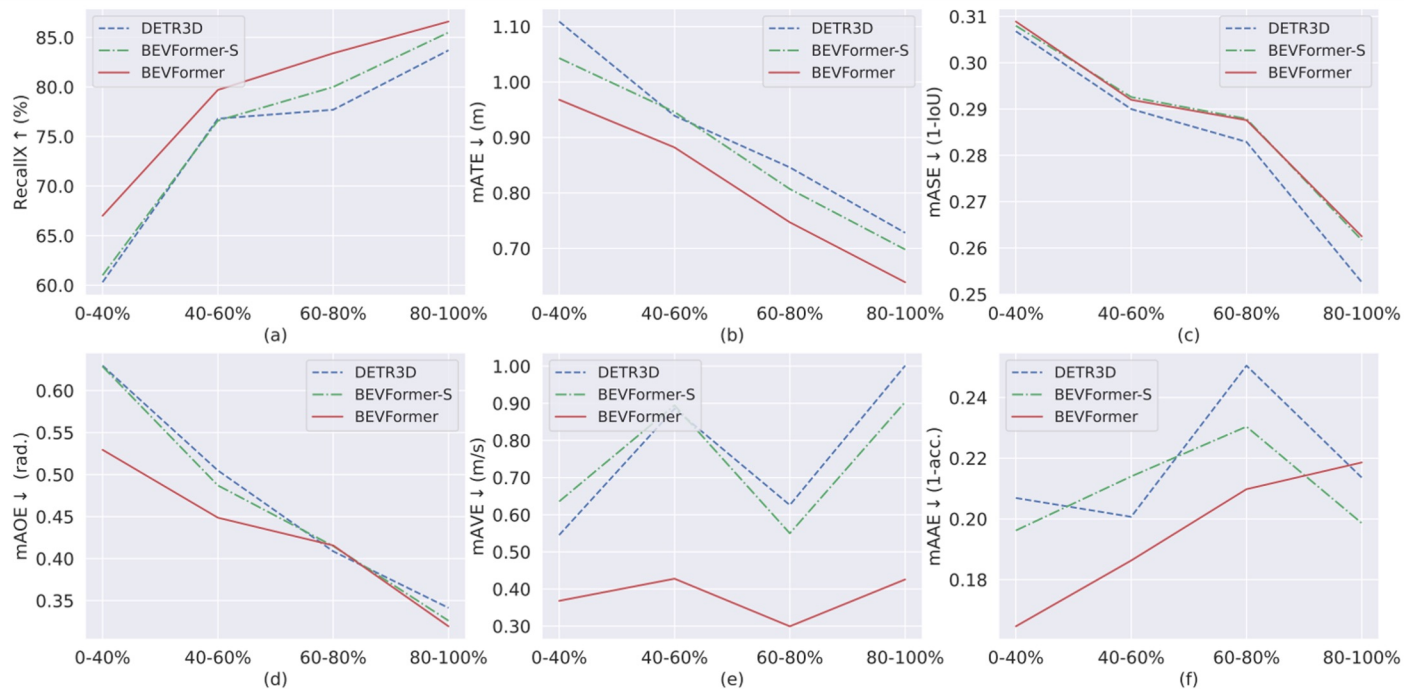 RecallX ↑ (%)
85.0
80.0
75.0
70.0
65.0
60.0
DETR3D
BEVFormer-S
BEVFormer
0-40% 40-60% 60-80% 80-100%
(a)
mATE ↓ (m)
1.10
1.00
0.90
0.80
0.70
DETR3D
BEVFormer-S
BEVFormer
0-40% 40-60% 60-80% 80-100%
(b)
mASE ↓ (1-IoU)
0.31
0.30
0.29
0.28
0.27
0.26
0.25
DETR3D
BEVFormer-S
BEVFormer
0-40% 40-60% 60-80% 80-100%
(c)
mAOE↓ (rad.)
0.60
0.55
0.50
0.45
0.40
0.35
DETR3D
BEVFormer-S
BEVFormer
0-40% 40-60% 60-80% 80-100%
(d)
mAVE ↓ (m/s)
1.00
0.90
0.80
0.70
0.60
0.50
0.40
0.30
DETR3D
BEVFormer-S
BEVFormer
0-40% 40-60% 60-80% 80-100%
(e)
mAAE ↓ (1-acc.)
0.24
0.22
0.20
0.18
DETR3D
BEVFormer-S
BEVFormer
0-40% 40-60% 60-80% 80-100%
(f)